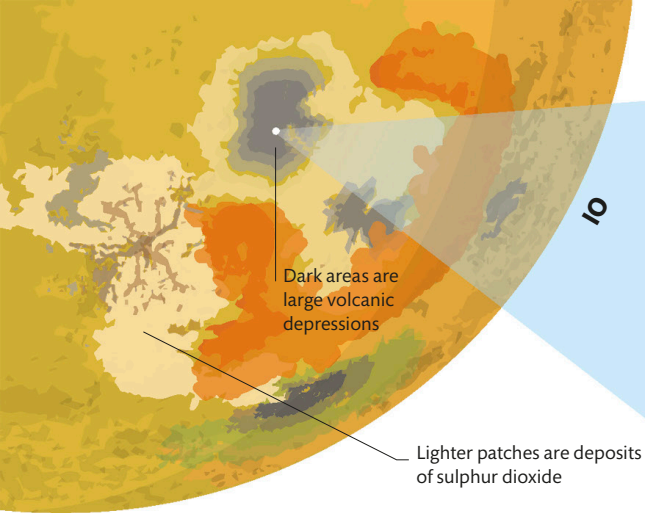 IO
Dark areas are
large volcanic
depressions
Lighter patches are deposits
of sulphur dioxide